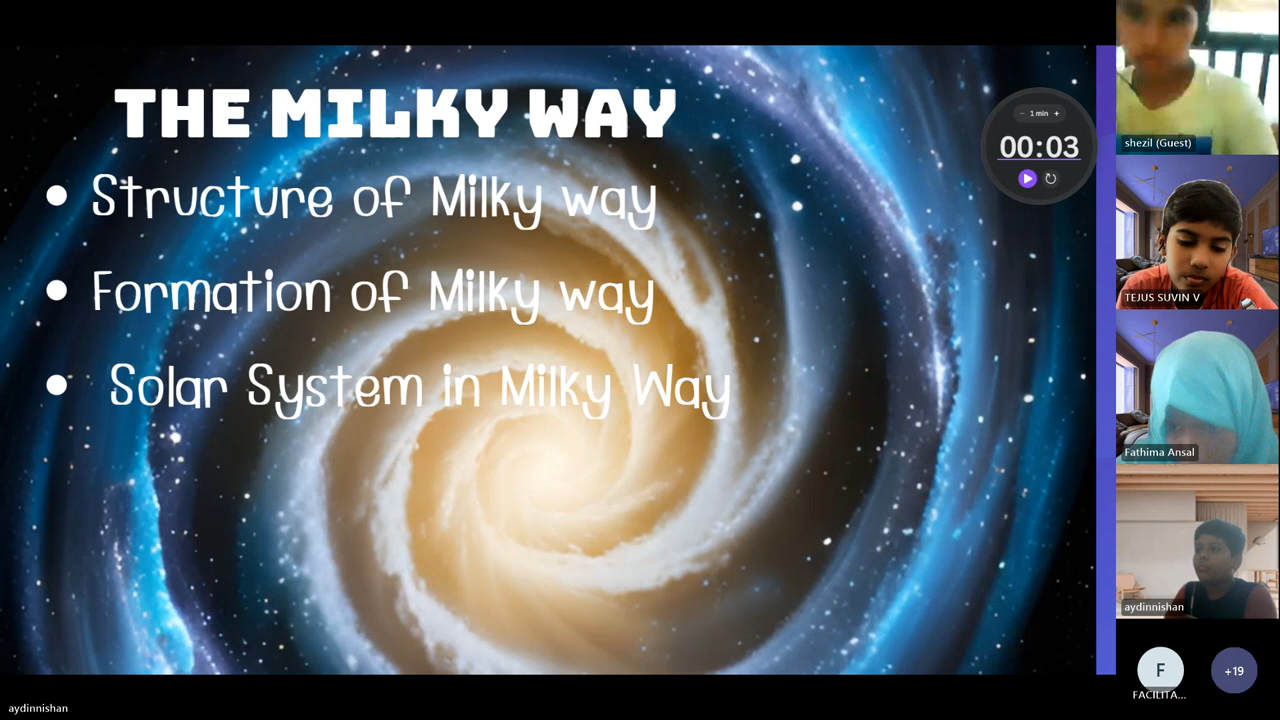 THE MILKY WAY
• Structure of Milky way
• Formation of Milky way
• Solar System in Milky Way
− 1 min +
00:03
shezil (Guest)
TEJUS SUVIN V
Fathima Ansal
aydinnishan
F
FACILITA...
+19
aydinnishan